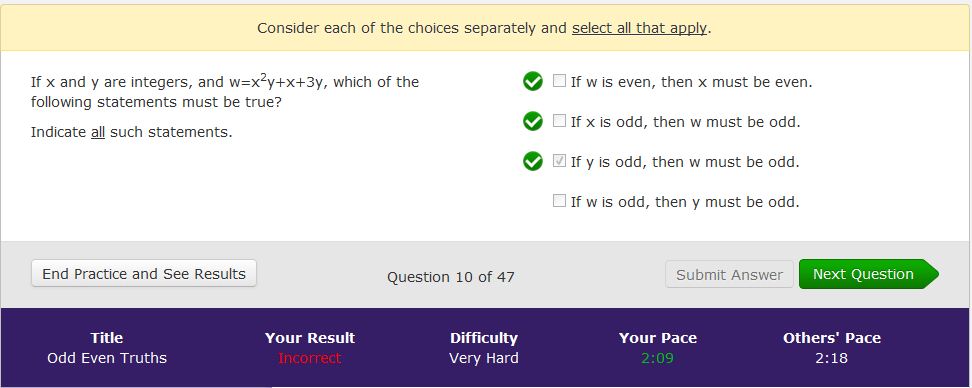 Consider each of the choices separately and select all that apply.
If x and y are integers, and w=x²y+x+3y, which of the
following statements must be true?
Indicate all such statements.
If w is even, then x must be even.
If x is odd, then w must be odd.
If y is odd, then w must be odd.
If w is odd, then y must be odd.
End Practice and See Results
Question 10 of 47
Submit Answer
Next Question
Title
Your Result
Difficulty
Your Pace
Others' Pace
Odd Even Truths
Incorrect
Very Hard
2:09
2:18